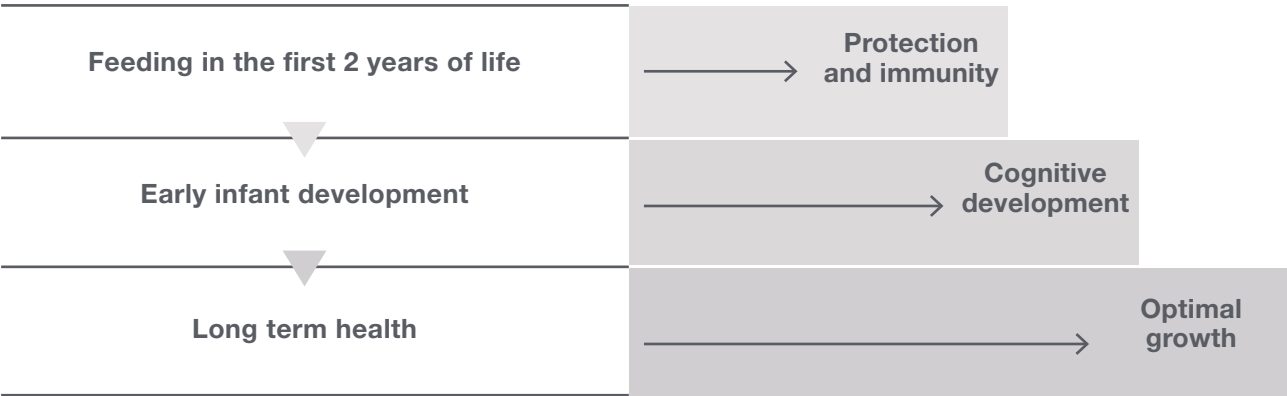 Feeding in the first 2 years of life
Protection
and immunity
Early infant development
Cognitive
development
Long term health
Optimal
growth